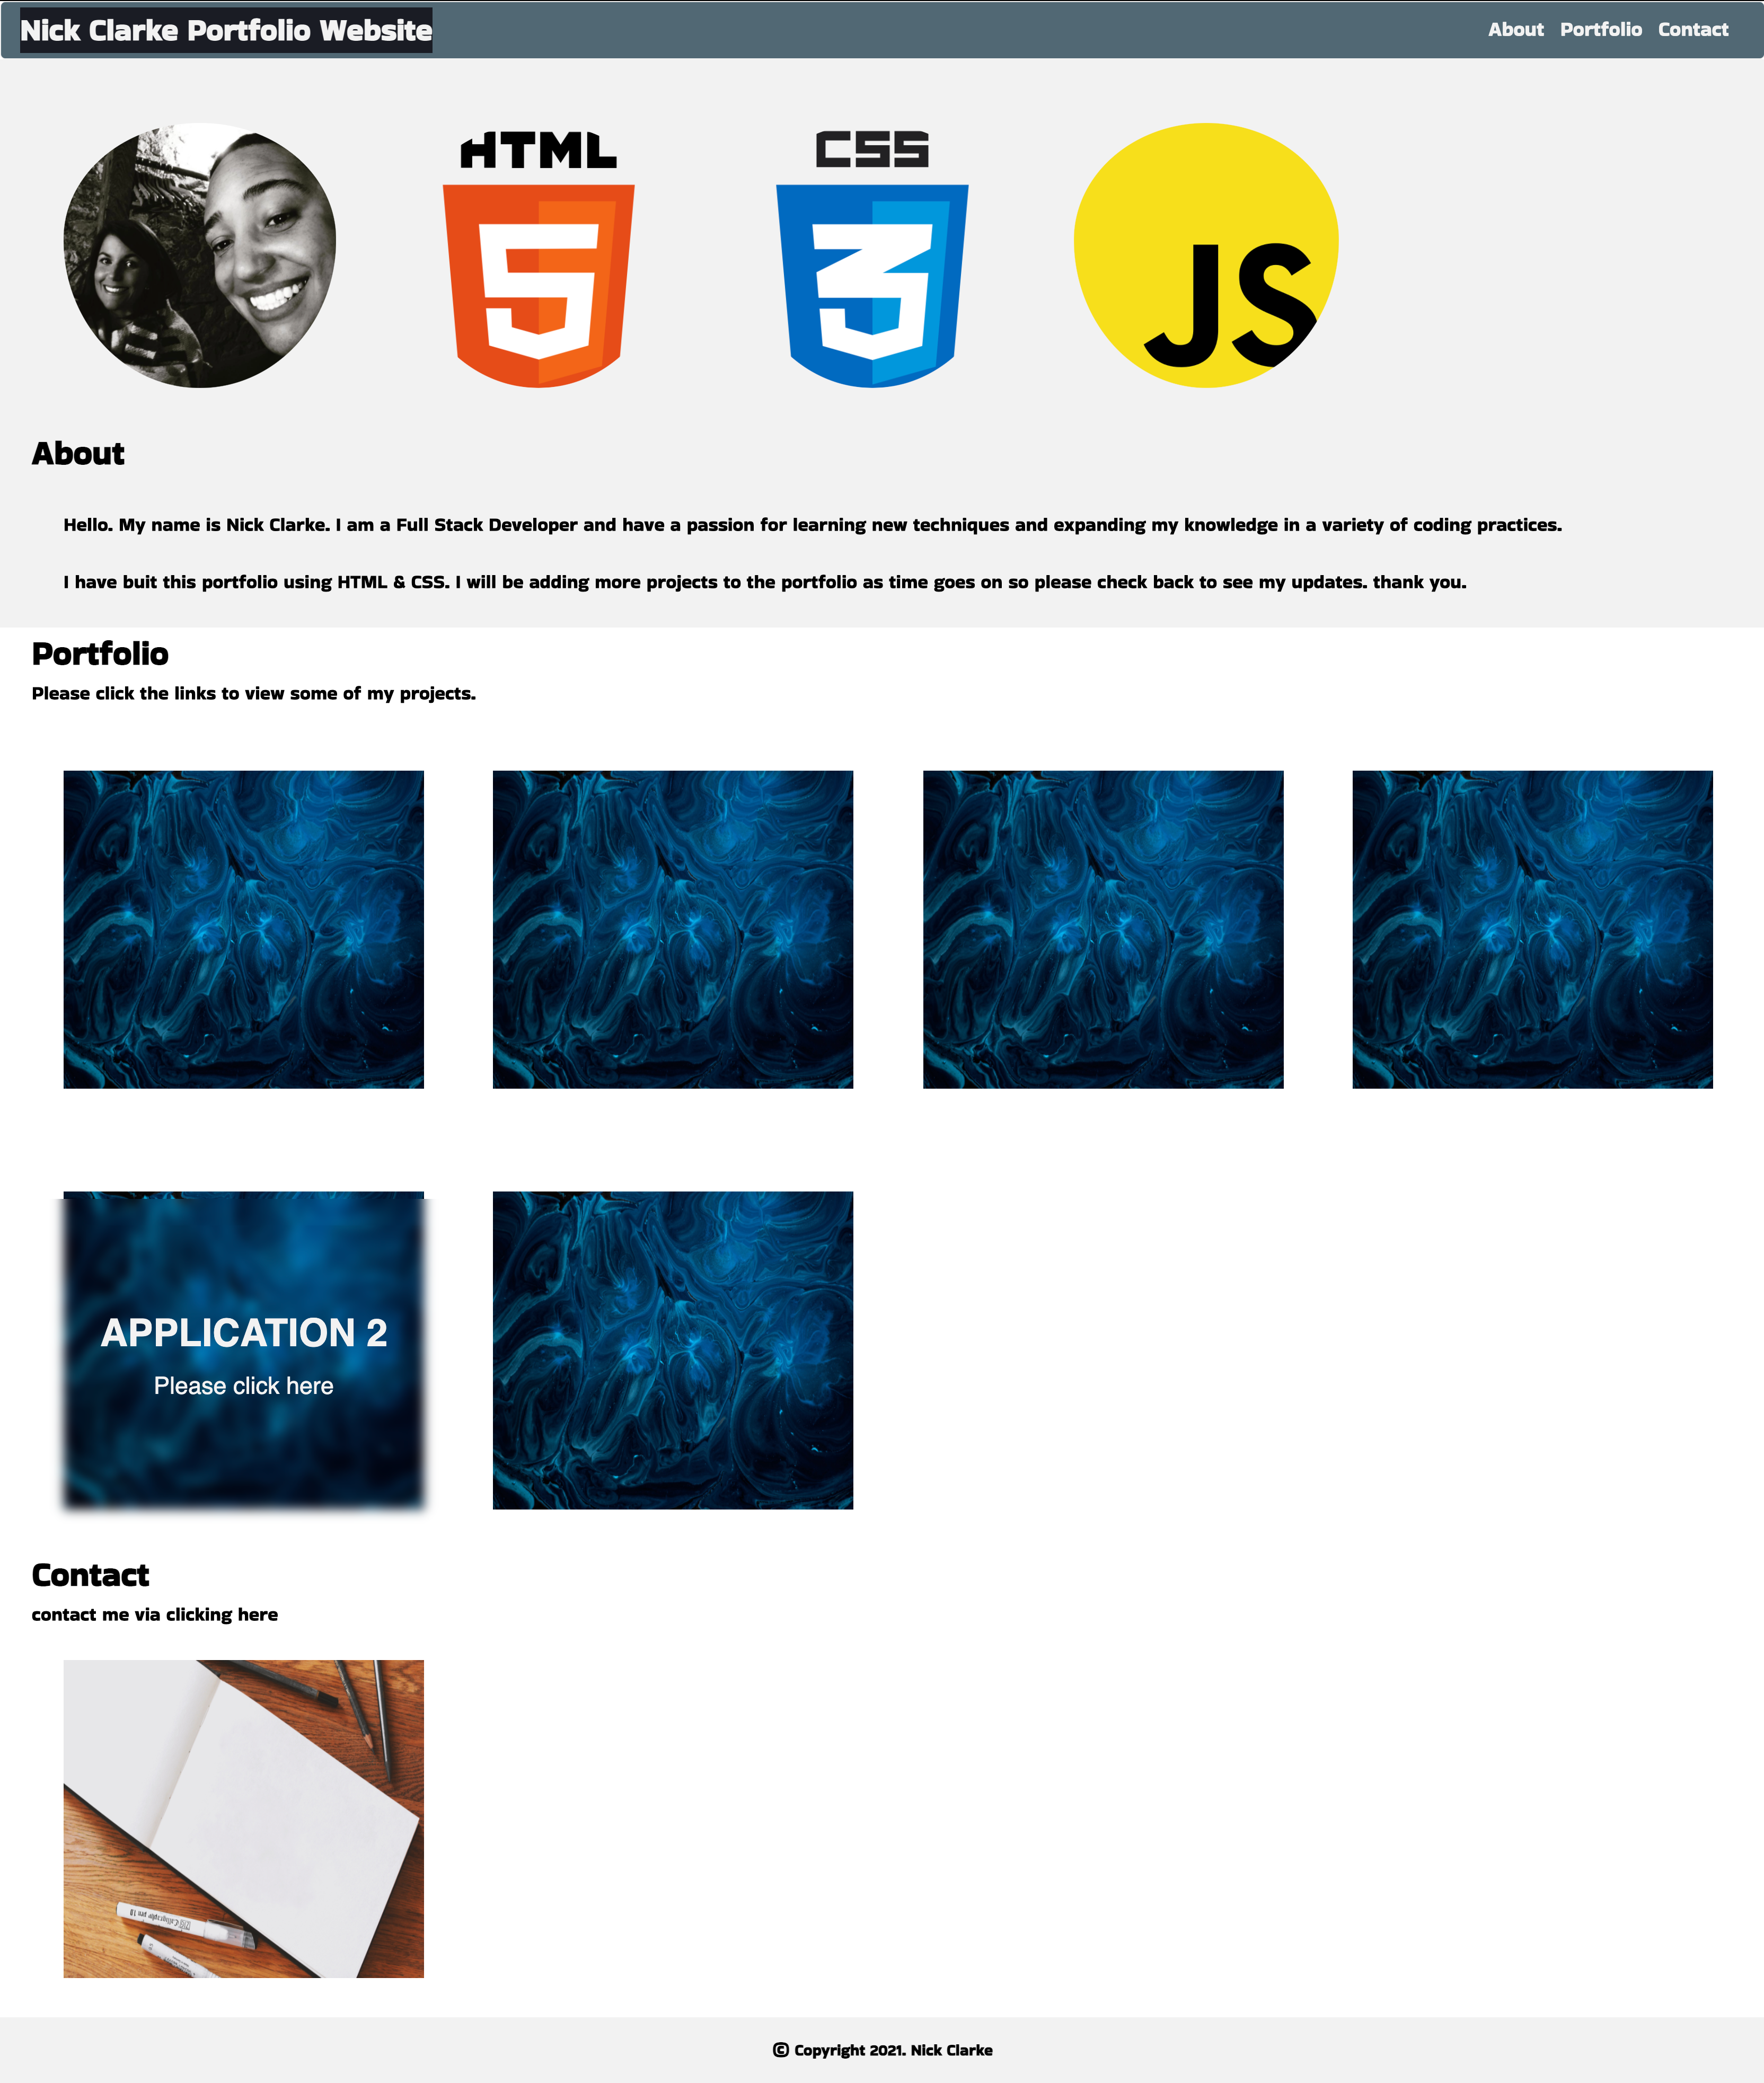 Nick Clarke Portfolio Website
About Portfolio Contact
HTML
5
CSS
3
JS
About
Hello. My name is Nick Clarke. I am a Full Stack Developer and have a passion for learning new techniques and expanding my knowledge in a variety of coding practices.
I have buit this portfolio using HTML & CSS. I will be adding more projects to the portfolio as time goes on so please check back to see my updates. thank you.
Portfolio
Please click the links to view some of my projects.
APPLICATION 2
Please click here
Contact
contact me via clicking here
© Copyright 2021. Nick Clarke